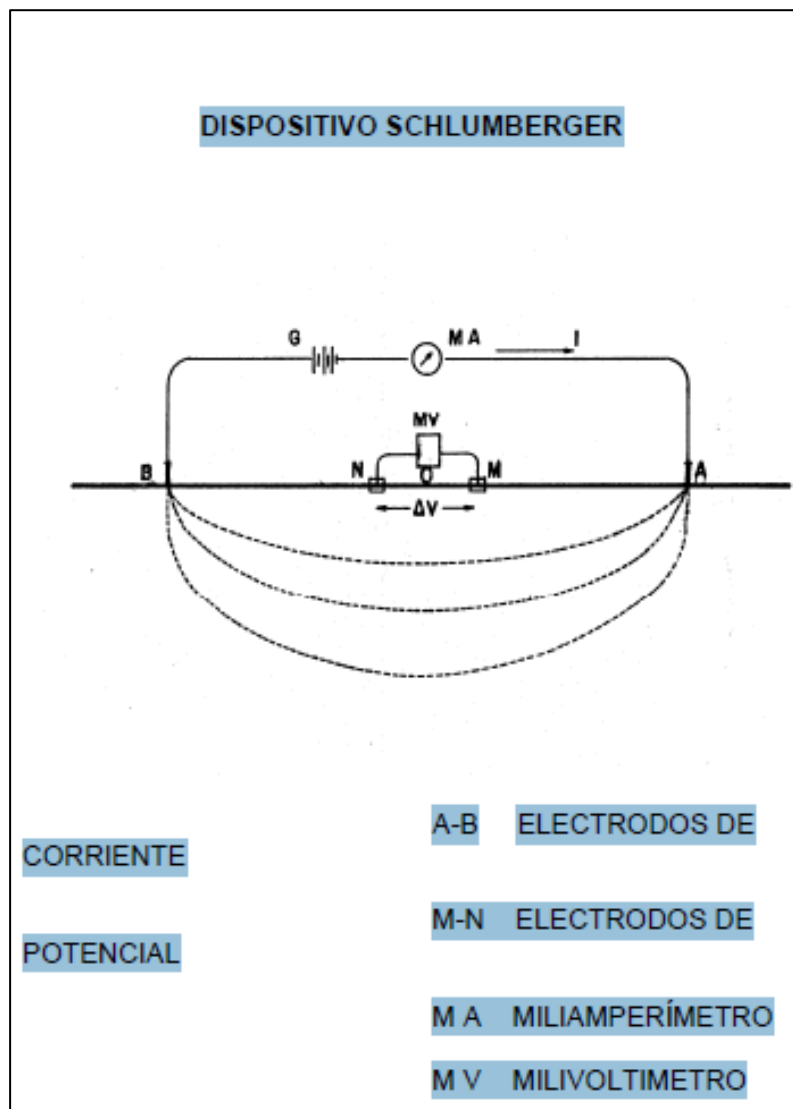 DISPOSITIVO SCHLUMBERGER
G M A I
MV
B N M A
ΔV
A-B ELECTRODOS DE
CORRIENTE
M-N ELECTRODOS DE
POTENCIAL
M A MILIAMPERÍMETRO
M V MILIVOLTIMETRO